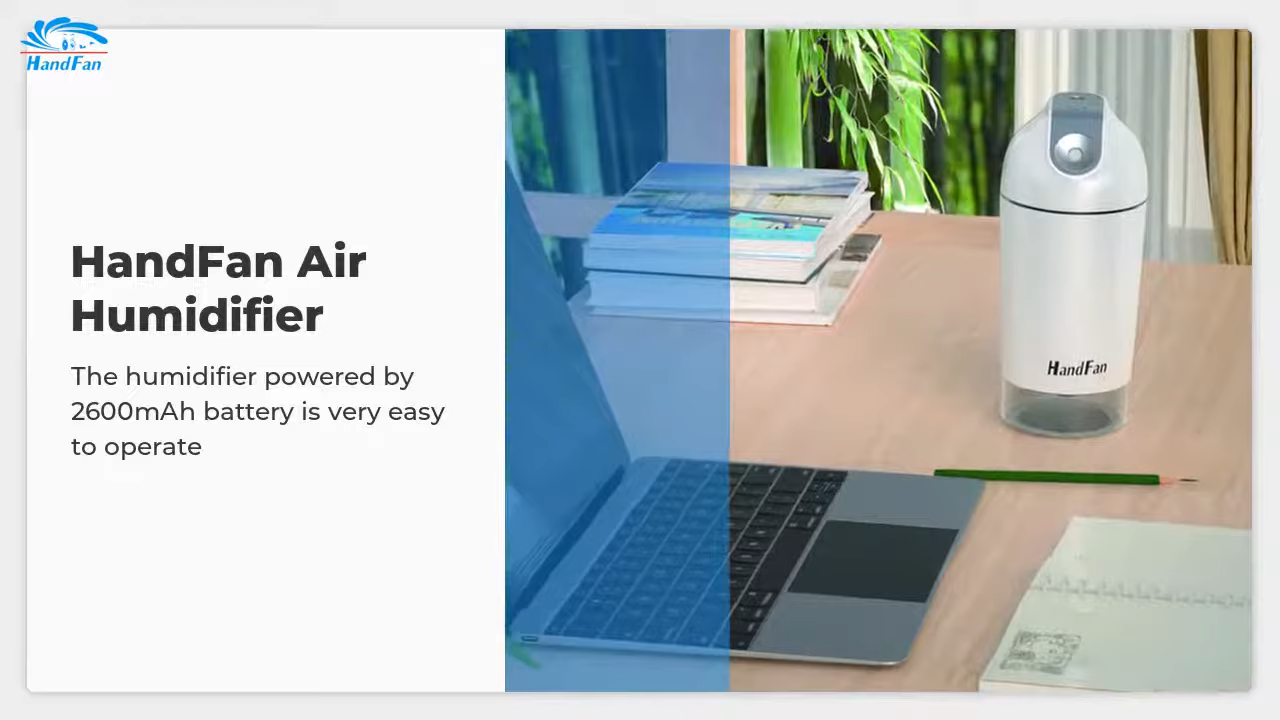 HandFan
HandFan Air
Humidifier
The humidifier powered by
2600mAh battery is very easy
to operate
HandFan